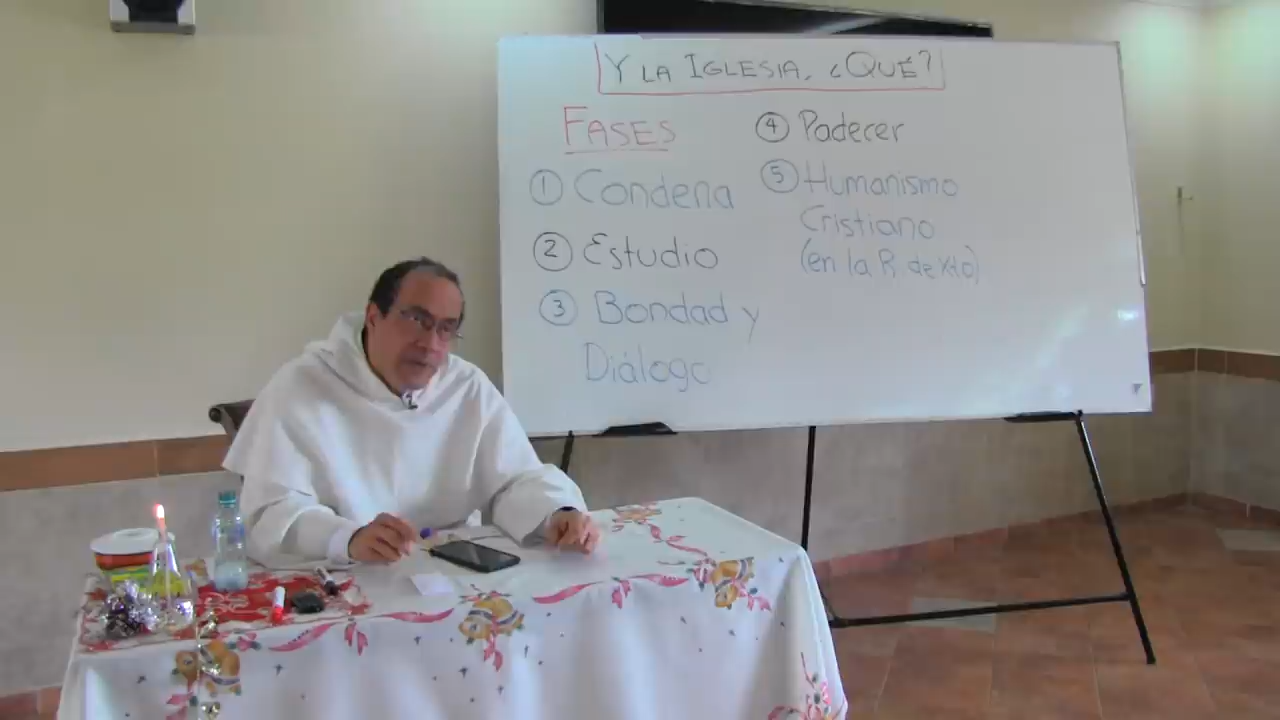 Y LA IGLESIA, ¿QUÉ?
FASES
① Condena
② Estudio
③ Bondad y
Diálogo
④ Padecer
⑤ Humanismo
Cristiano
(en la P. de Xto)